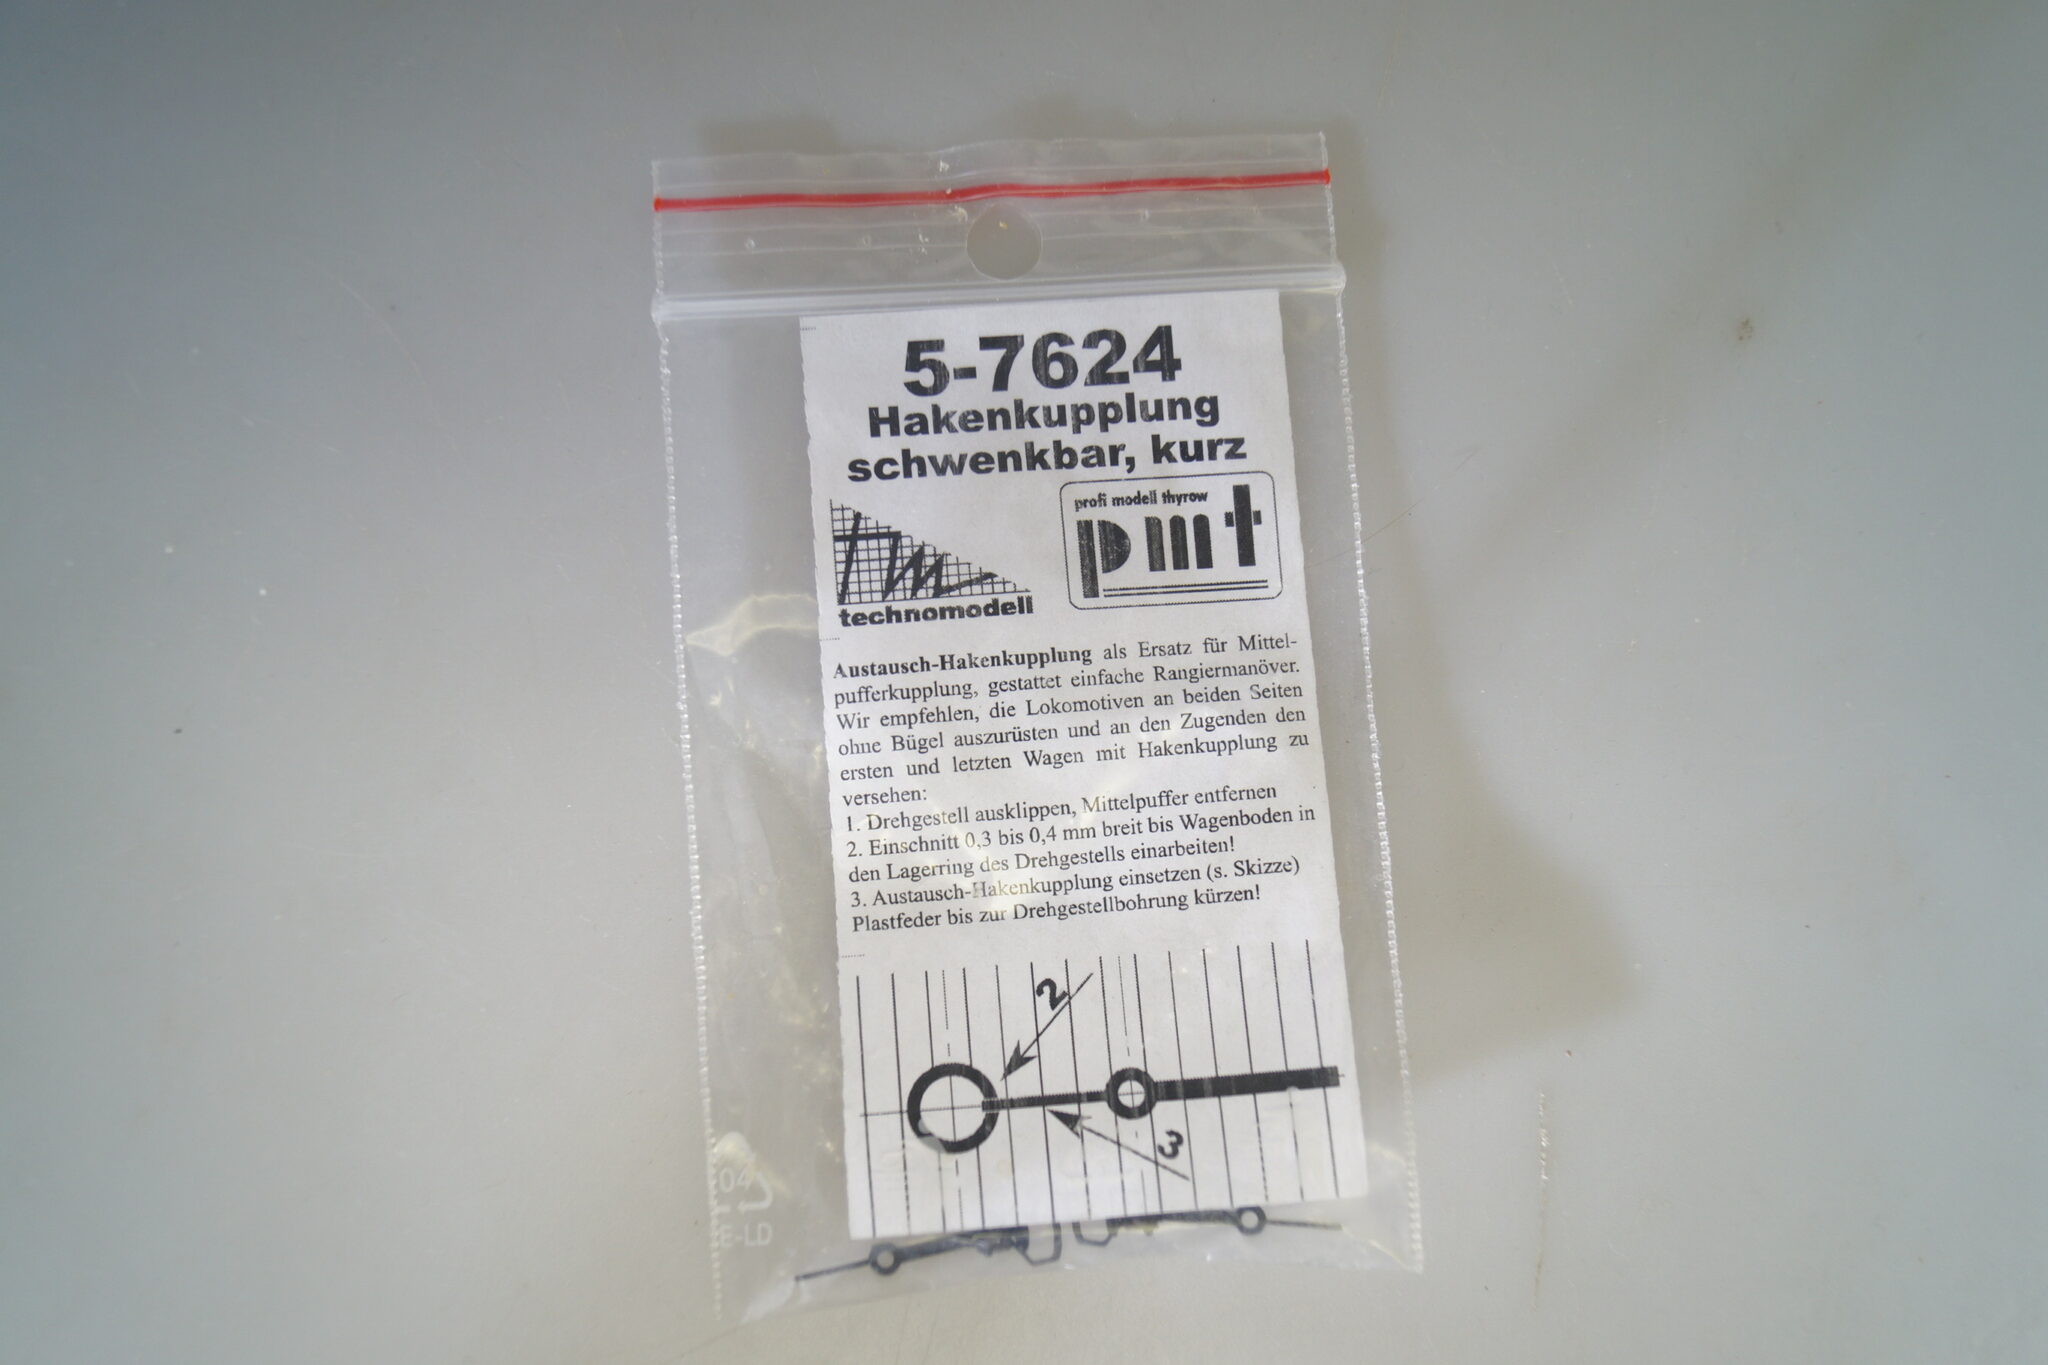 5-7624
Hakenkupplung
schwenkbar, kurz
profi modell thyrow
pmt
tm
technomodell
Austausch-Hakenkupplung als Ersatz für Mittel-
pufferkupplung, gestattet einfache Rangiermanöver.
Wir empfehlen, die Lokomotiven an beiden Seiten
ohne Bügel auszurüsten und an den Zugenden den
ersten und letzten Wagen mit Hakenkupplung zu
versehen:
1. Drehgestell ausklippen, Mittelpuffer entfernen
2. Einschnitt 0,3 bis 0,4 mm breit bis Wagenboden in
den Lagerring des Drehgestells einarbeiten!
3. Austausch-Hakenkupplung einsetzen (s. Skizze)
Plastfeder bis zur Drehgestellbohrung kürzen!
2
3
04